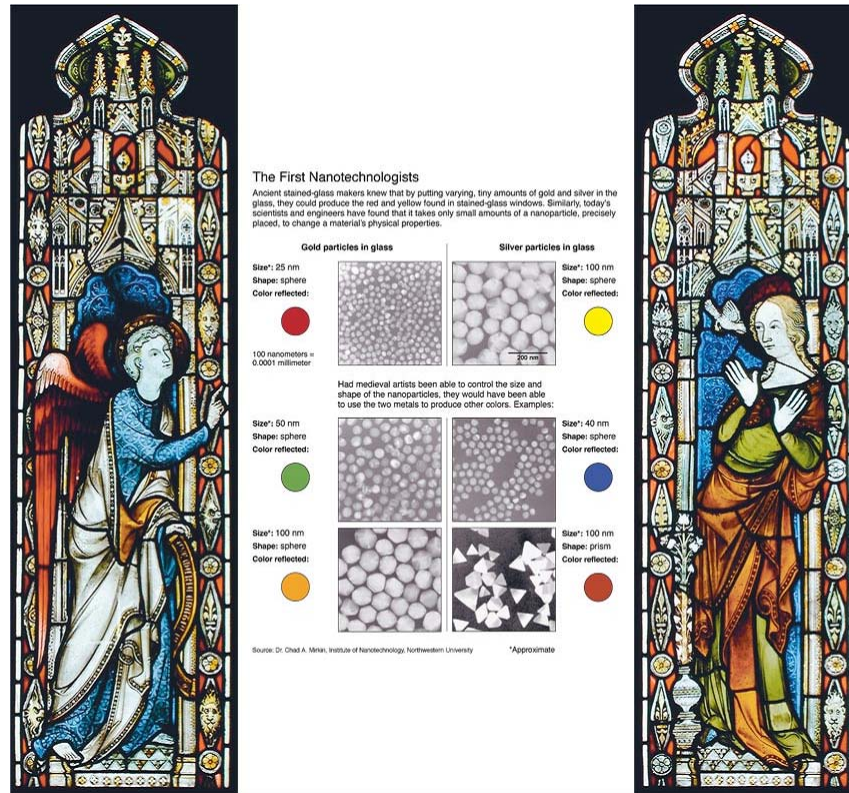 The First Nanotechnologists
Ancient stained-glass makers knew that by putting varying, tiny amounts of gold and silver in the
glass, they could produce the red and yellow found in stained-glass windows. Similarly, today's
scientists and engineers have found that it takes only small amounts of a nanoparticle, precisely
placed, to change a material's physical properties.
Gold particles in glass
Silver particles in glass
Size*: 25 nm
Shape: sphere
Color reflected:
100 nanometers =
0.0001 millimeter
200 nm
Size*: 100 nm
Shape: sphere
Color reflected:
Had medieval artists been able to control the size and
shape of the nanoparticles, they would have been able
to use the two metals to produce other colors. Examples:
Size*: 50 nm
Shape: sphere
Color reflected:
Size*: 40 nm
Shape: sphere
Color reflected:
Size*: 100 nm
Shape: sphere
Color reflected:
Size*: 100 nm
Shape: prism
Color reflected:
Source: Dr. Chad A. Mirkin, Institute of Nanotechnology, Northwestern University
*Approximate